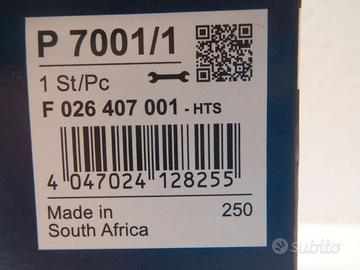 P 7001/1
1 St/Pc
F 026 407 001 - HTS
4 047024 128255
Made in 250
South Africa
subito